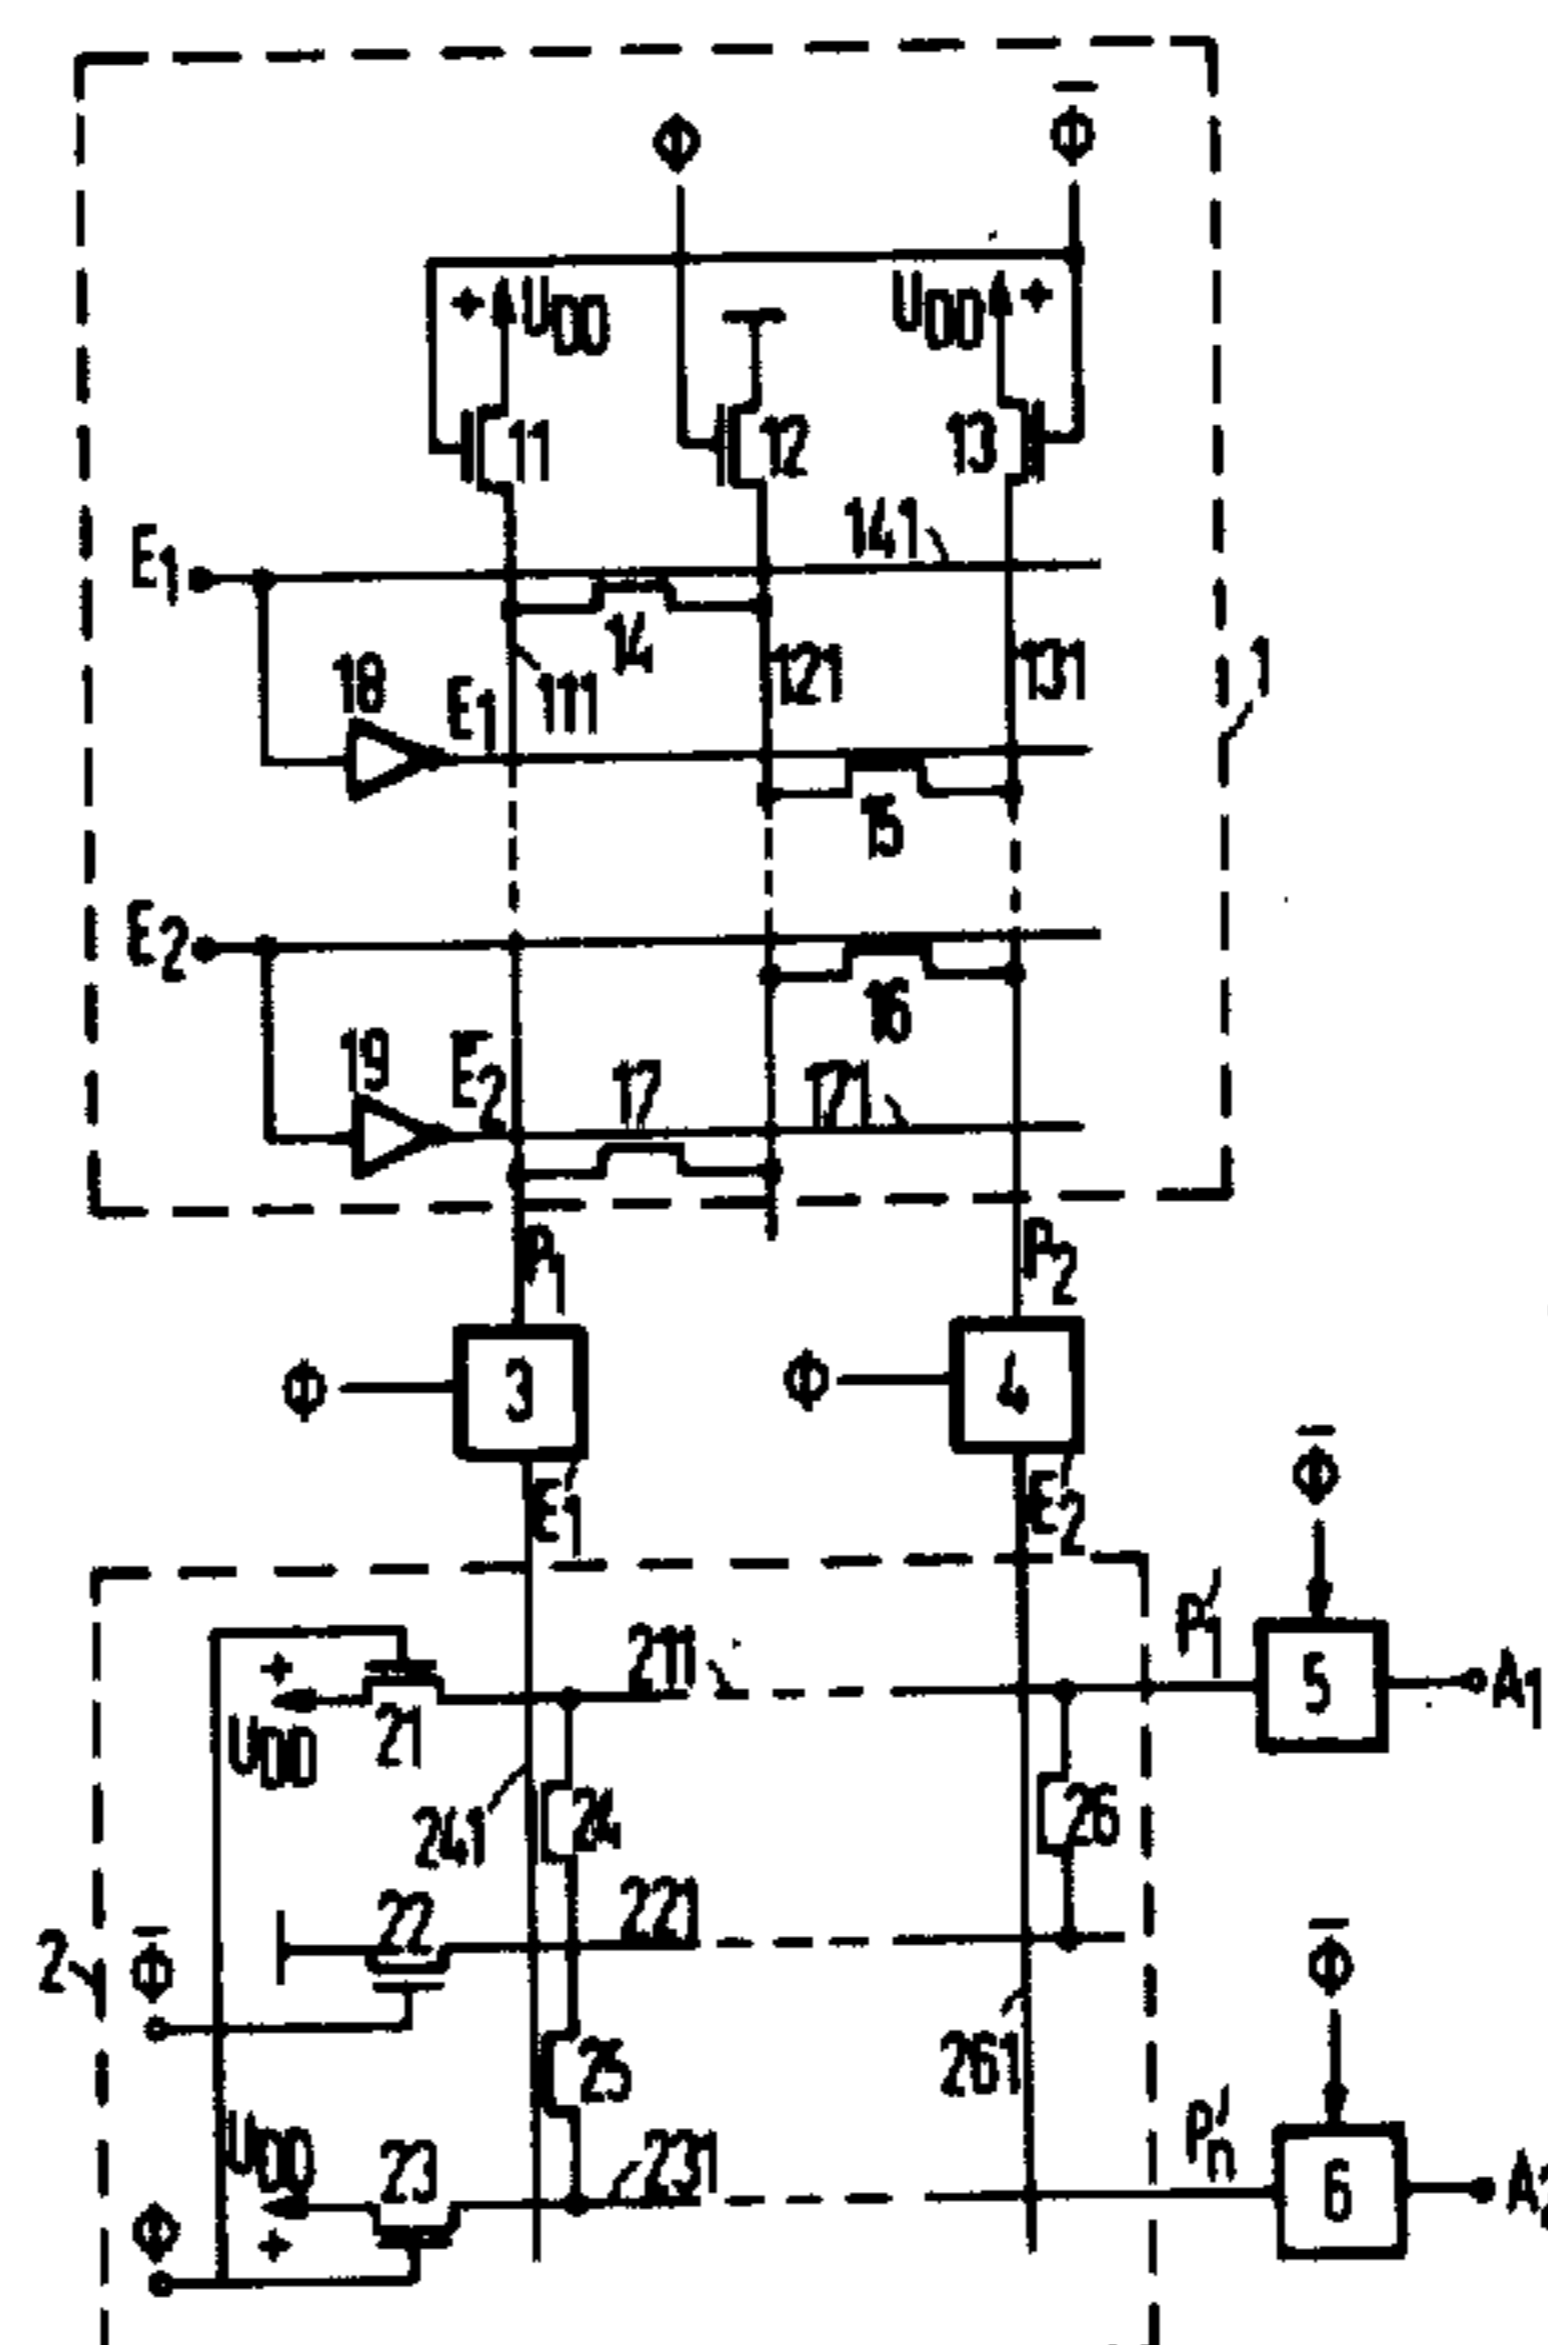 Φ Φ̅
+ U_DD U_DD +
11 12 13
E1 141
14
18 E1 111 121 131 1
15
E2
16
19 E̅2 17 171
P1 P2
Φ 3 Φ 4
E1' E2' Φ̅
P1'
+ 211 5 A1
U_DD 21
241 24 26
22 221
2 Φ̅ Φ̅
25 261
U_DD 23 231 Pn' 6
Φ +